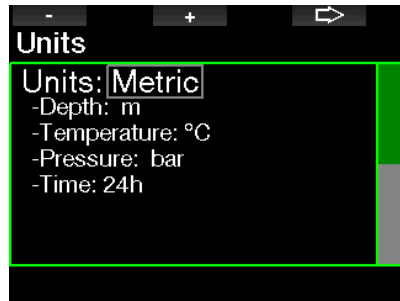 - +
Units
Units: Metric
-Depth: m
-Temperature: °C
-Pressure: bar
-Time: 24h